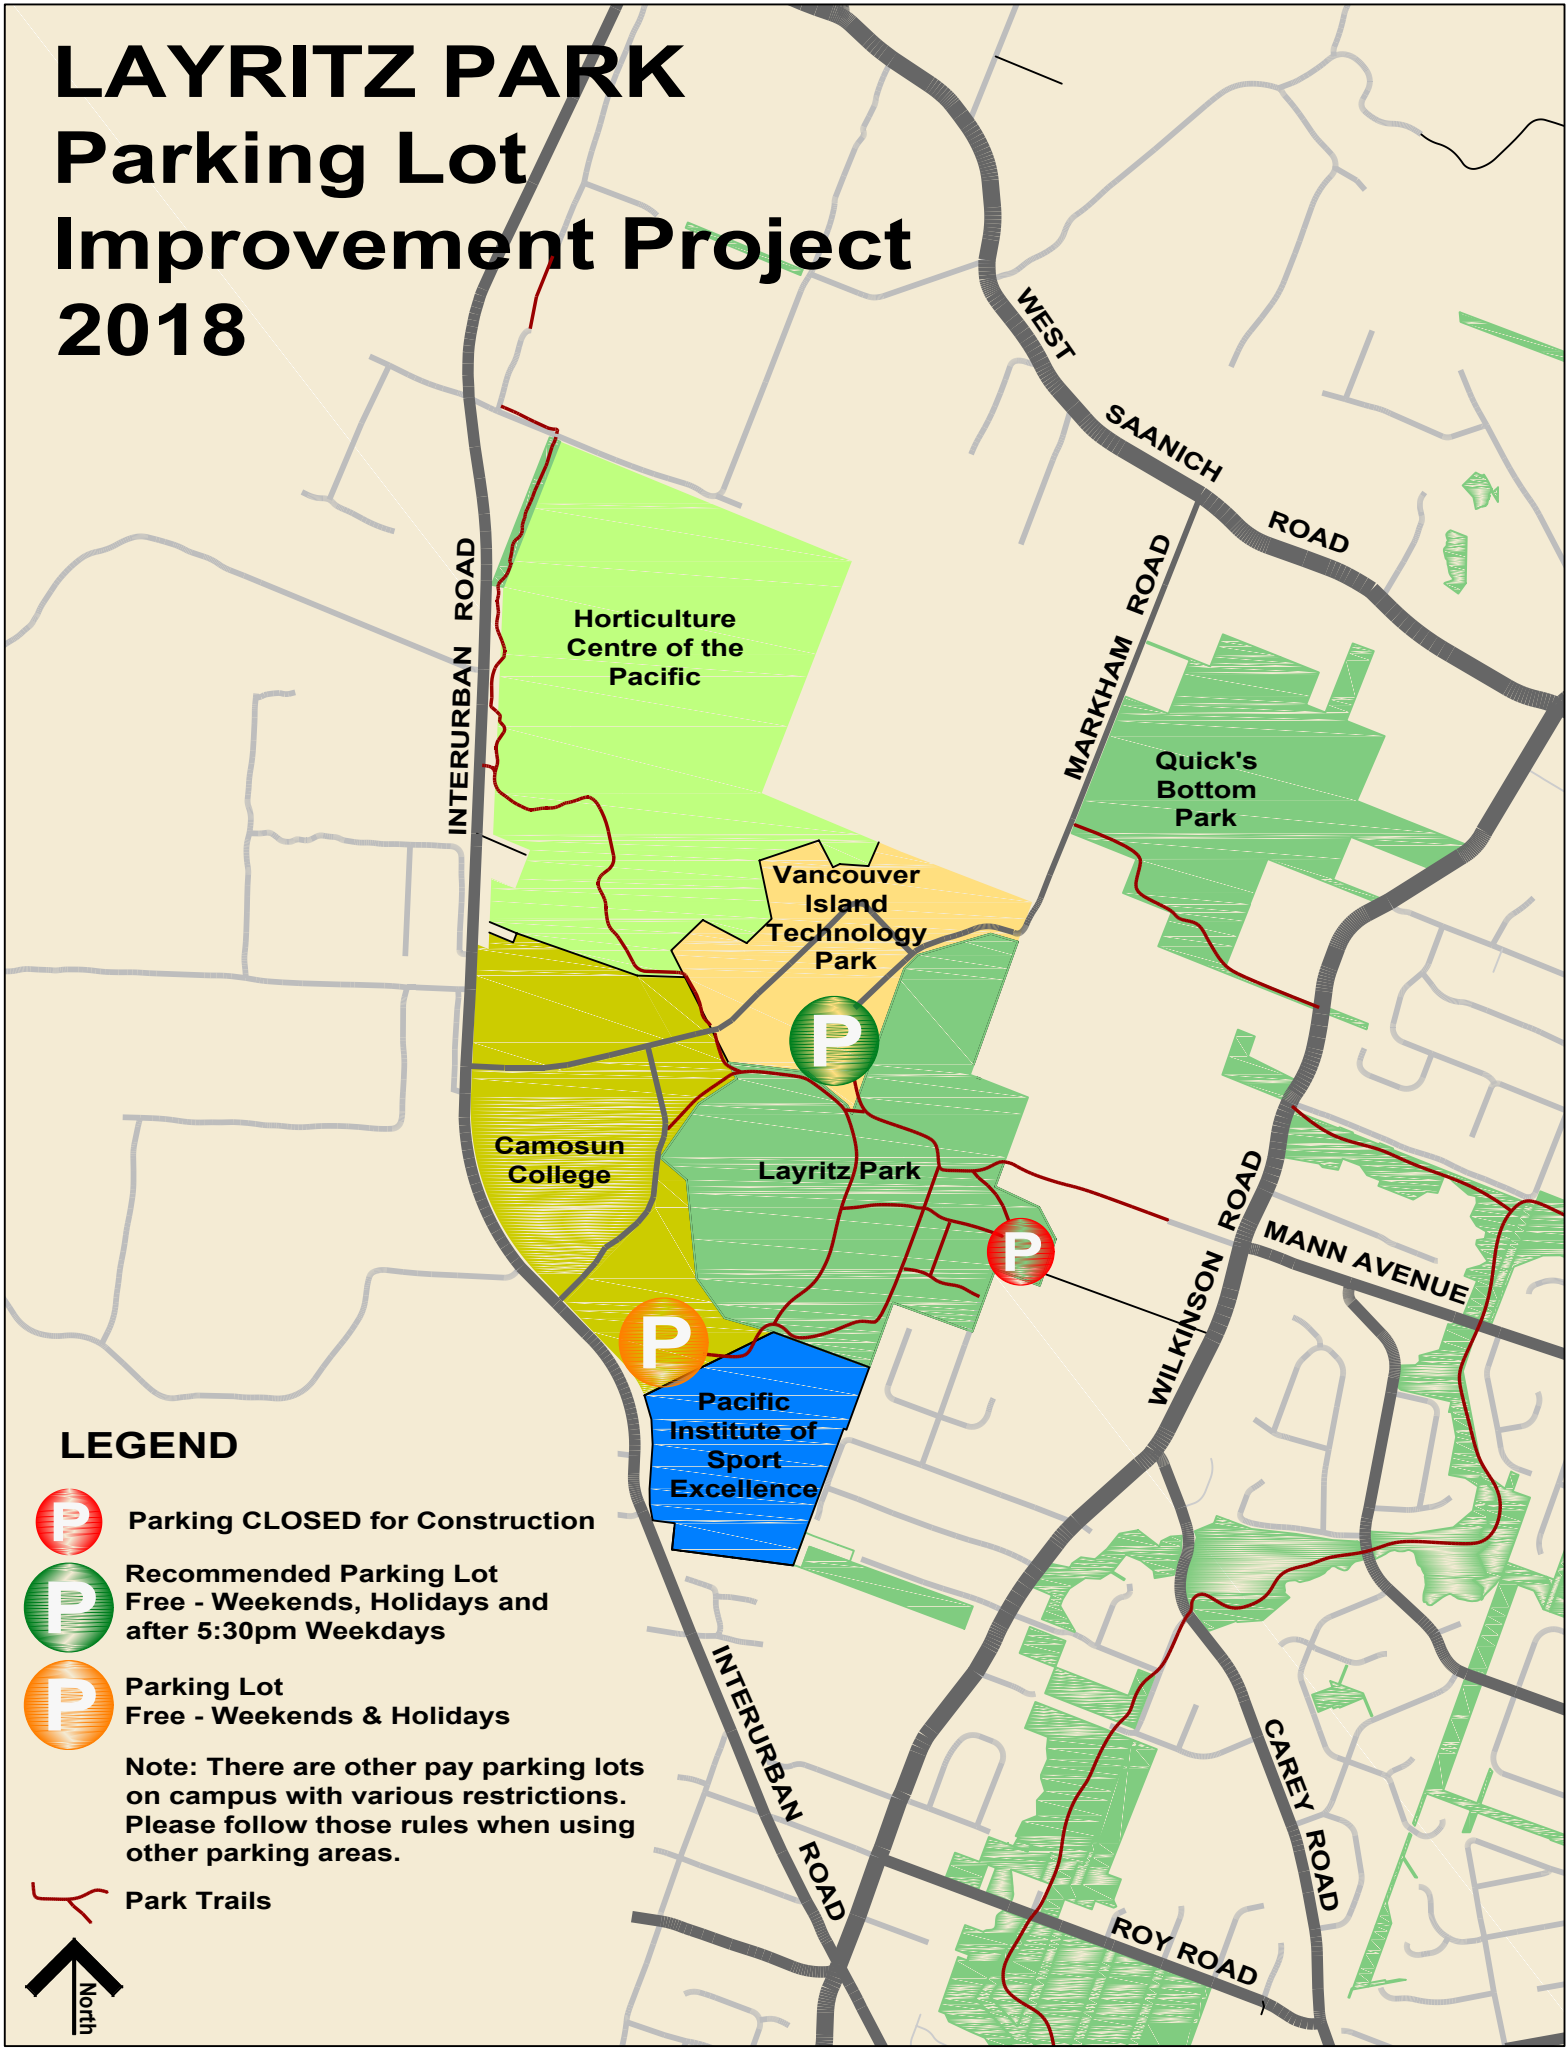 LAYRITZ PARK
Parking Lot
Improvement Project
2018
WEST
SAANICH
ROAD
INTERURBAN ROAD
MARKHAM ROAD
Horticulture
Centre of the
Pacific
Quick's
Bottom
Park
Vancouver
Island
Technology
Park
P
Camosun
College
Layritz Park
P
WILKINSON ROAD
MANN AVENUE
P
Pacific
Institute of
Sport
Excellence
LEGEND
P Parking CLOSED for Construction
P Recommended Parking Lot
Free - Weekends, Holidays and
after 5:30pm Weekdays
P Parking Lot
Free - Weekends & Holidays
Note: There are other pay parking lots
on campus with various restrictions.
Please follow those rules when using
other parking areas.
Park Trails
North
INTERURBAN ROAD
CAREY ROAD
ROY ROAD